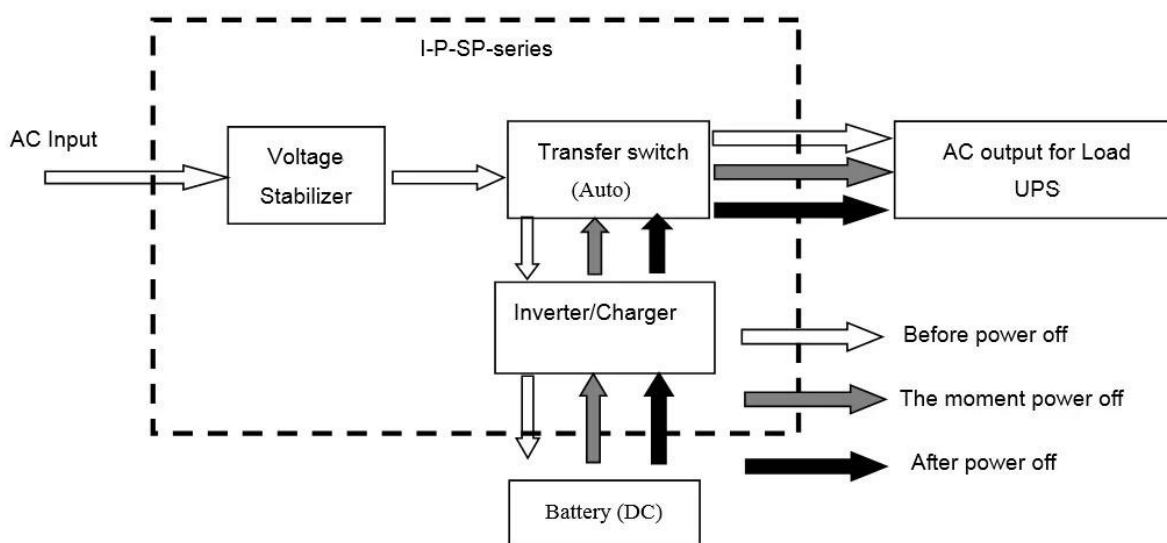 I-P-SP-series
AC Input
Voltage
Stabilizer
Transfer switch
(Auto)
AC output for Load
UPS
Inverter/Charger
Before power off
The moment power off
After power off
Battery (DC)